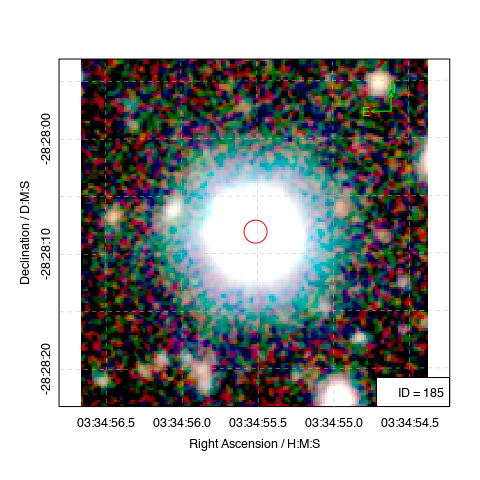 N
E
-28:28:00
-28:28:10
-28:28:20
Declination / D:M:S
ID = 185
03:34:56.5 03:34:56.0 03:34:55.5 03:34:55.0 03:34:54.5
Right Ascension / H:M:S